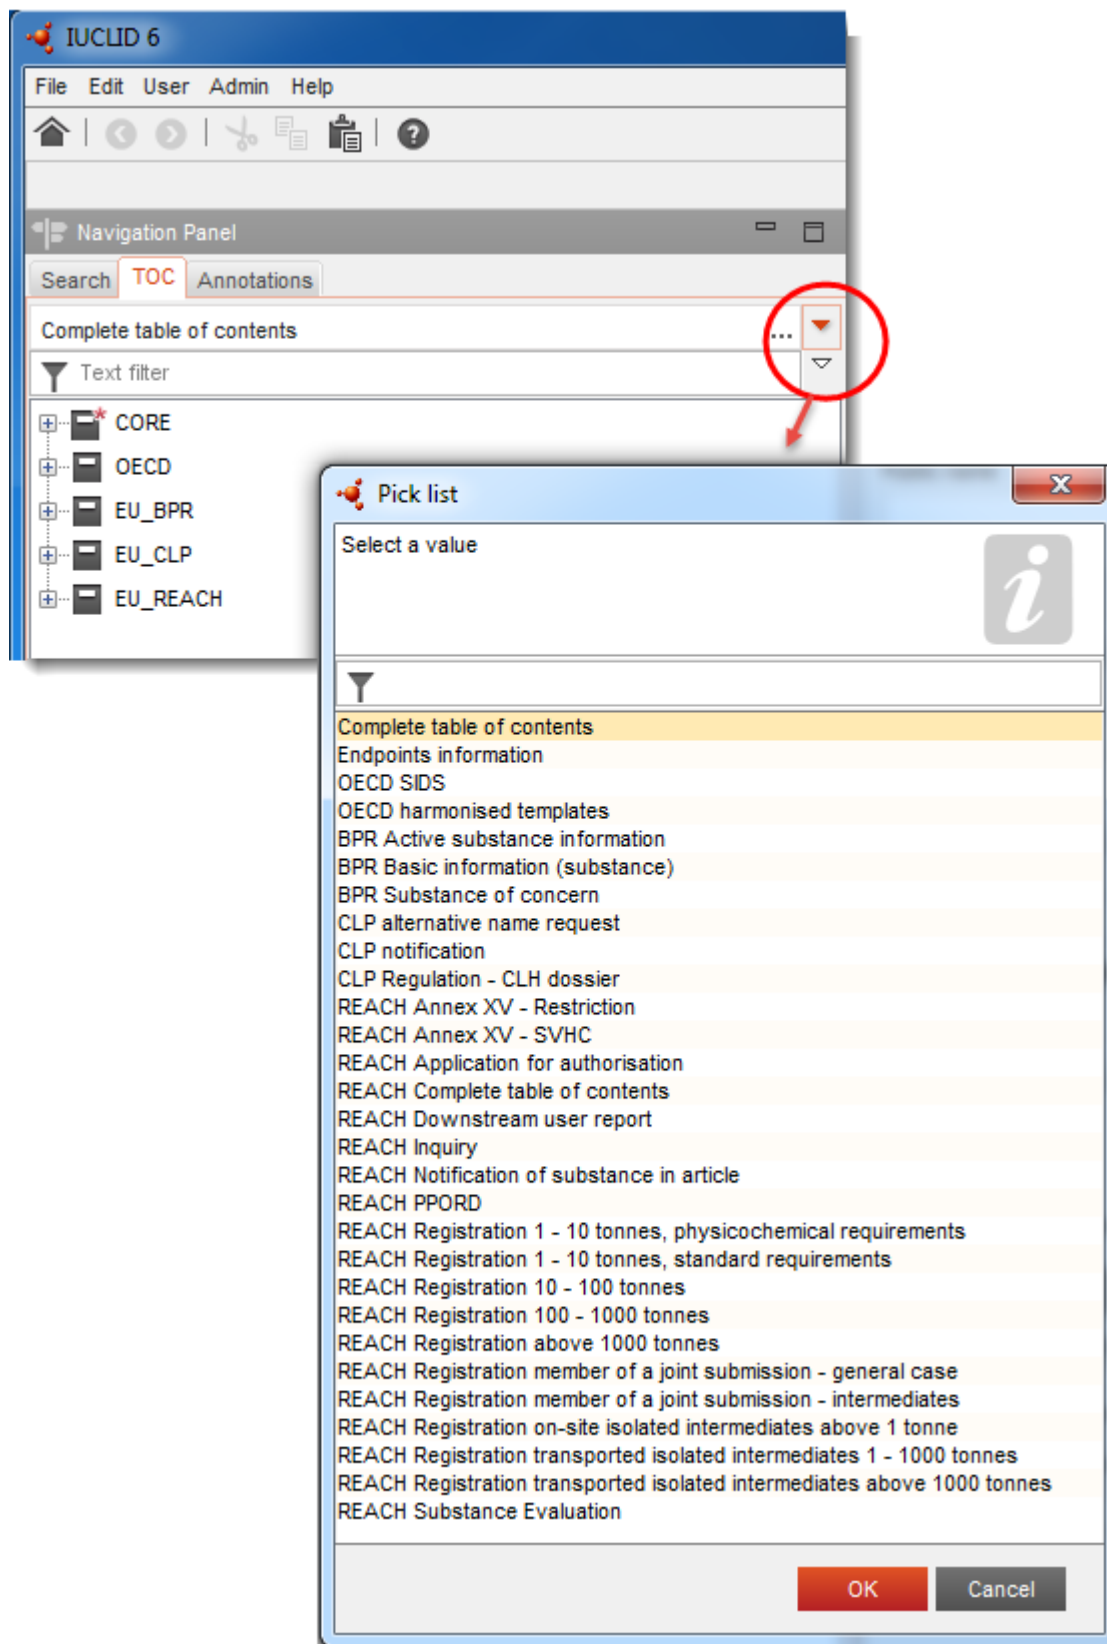 IUCLID 6
File Edit User Admin Help
Navigation Panel
Search TOC Annotations
Complete table of contents ...
Text filter
CORE
OECD
EU_BPR
EU_CLP
EU_REACH
Pick list
Select a value
Complete table of contents
Endpoints information
OECD SIDS
OECD harmonised templates
BPR Active substance information
BPR Basic information (substance)
BPR Substance of concern
CLP alternative name request
CLP notification
CLP Regulation - CLH dossier
REACH Annex XV - Restriction
REACH Annex XV - SVHC
REACH Application for authorisation
REACH Complete table of contents
REACH Downstream user report
REACH Inquiry
REACH Notification of substance in article
REACH PPORD
REACH Registration 1 - 10 tonnes, physicochemical requirements
REACH Registration 1 - 10 tonnes, standard requirements
REACH Registration 10 - 100 tonnes
REACH Registration 100 - 1000 tonnes
REACH Registration above 1000 tonnes
REACH Registration member of a joint submission - general case
REACH Registration member of a joint submission - intermediates
REACH Registration on-site isolated intermediates above 1 tonne
REACH Registration transported isolated intermediates 1 - 1000 tonnes
REACH Registration transported isolated intermediates above 1000 tonnes
REACH Substance Evaluation
OK Cancel